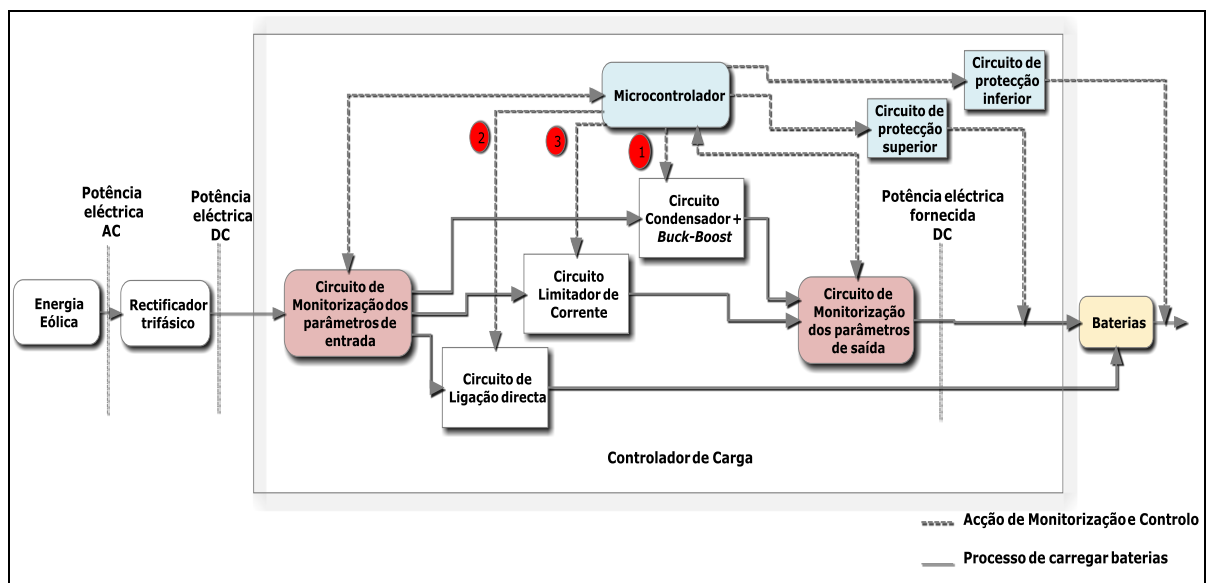 Circuito de
protecção
inferior
Microcontrolador
Circuito de
protecção
superior
2
3
1
Potência
eléctrica
AC
Potência
eléctrica
DC
Circuito
Condensador +
Buck-Boost
Potência eléctrica
fornecida
DC
Energia
Eólica
Rectificador
trifásico
Circuito de
Monitorização dos
parâmetros de
entrada
Circuito
Limitador de
Corrente
Circuito de
Monitorização
dos parâmetros
de saída
Baterias
Circuito de
Ligação directa
Controlador de Carga
Acção de Monitorização e Controlo
Processo de carregar baterias